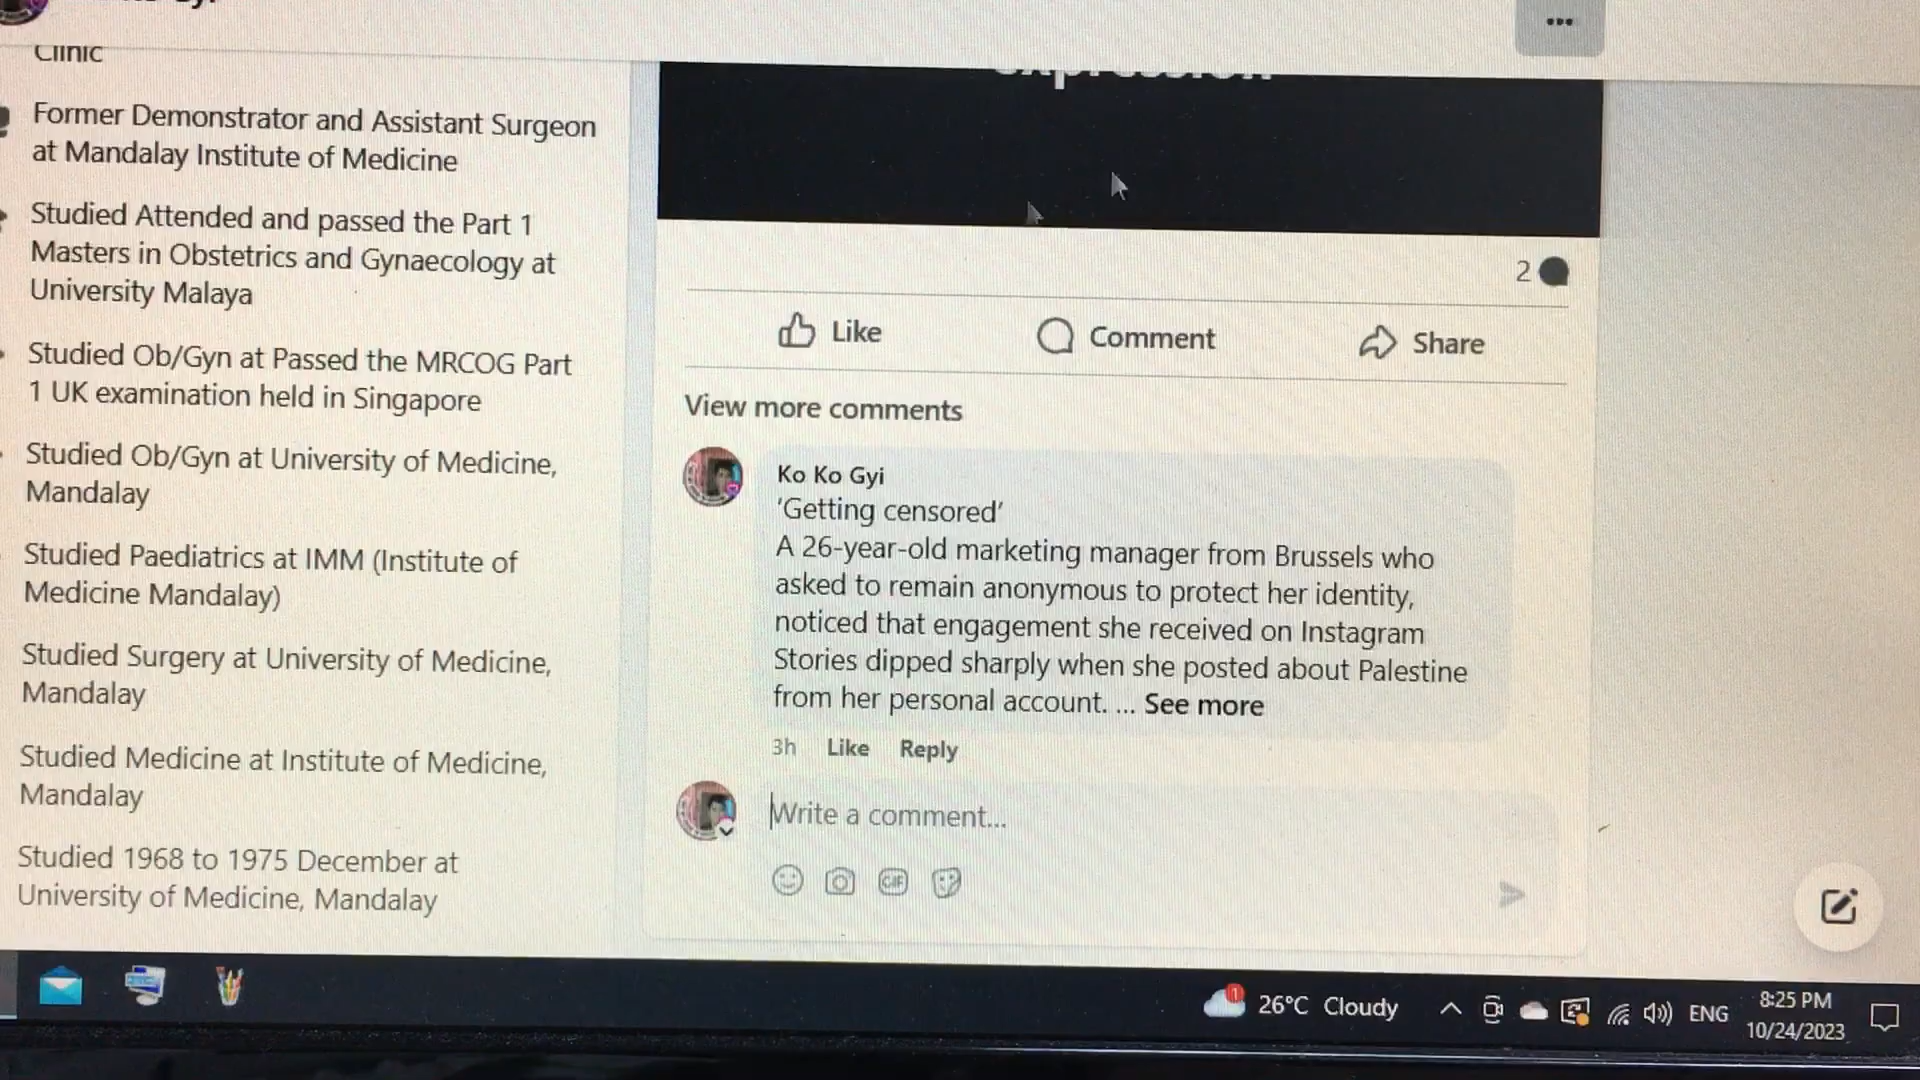 Clinic
Former Demonstrator and Assistant Surgeon
at Mandalay Institute of Medicine
Studied Attended and passed the Part 1
Masters in Obstetrics and Gynaecology at
University Malaya
Studied Ob/Gyn at Passed the MRCOG Part
1 UK examination held in Singapore
Studied Ob/Gyn at University of Medicine,
Mandalay
Studied Paediatrics at IMM (Institute of
Medicine Mandalay)
Studied Surgery at University of Medicine,
Mandalay
Studied Medicine at Institute of Medicine,
Mandalay
Studied 1968 to 1975 December at
University of Medicine, Mandalay
expression
2
Like Comment Share
View more comments
Ko Ko Gyi
‘Getting censored’
A 26-year-old marketing manager from Brussels who
asked to remain anonymous to protect her identity,
noticed that engagement she received on Instagram
Stories dipped sharply when she posted about Palestine
from her personal account. ... See more
3h Like Reply
Write a comment...
GIF
1
26°C Cloudy
ENG
8:25 PM
10/24/2023